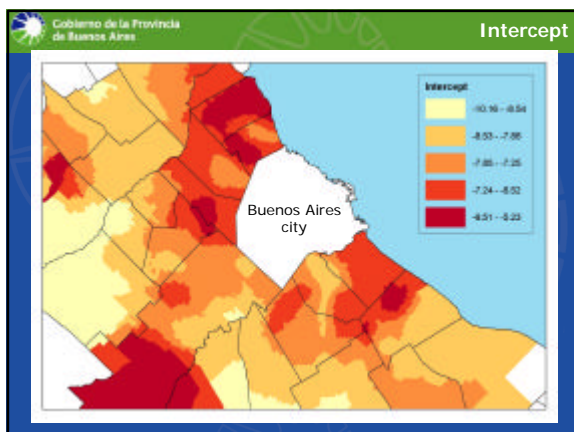 Gobierno de la Provincia
de Buenos Aires
Intercept
Intercept
-10.16 - -8.54
-8.53 - -7.86
-7.85 - -7.25
-7.24 - -6.52
-6.51 - -5.23
Buenos Aires
city